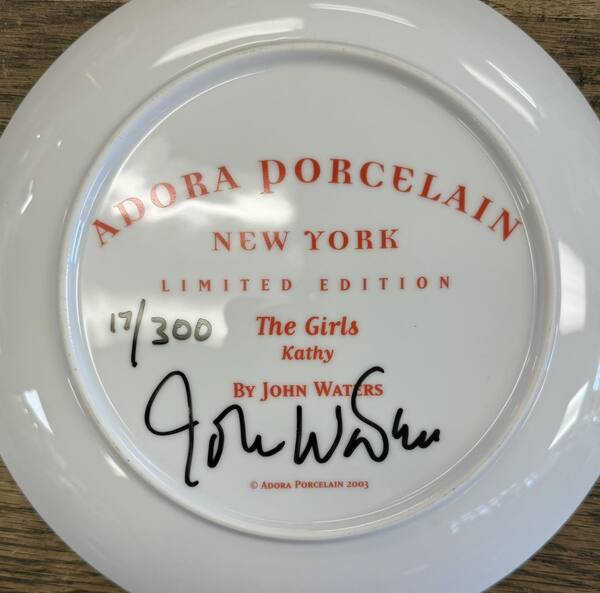 ADORA PORCELAIN
NEW YORK
LIMITED EDITION
17/300
The Girls
Kathy
BY JOHN WATERS
John Waters
© ADORA PORCELAIN 2003